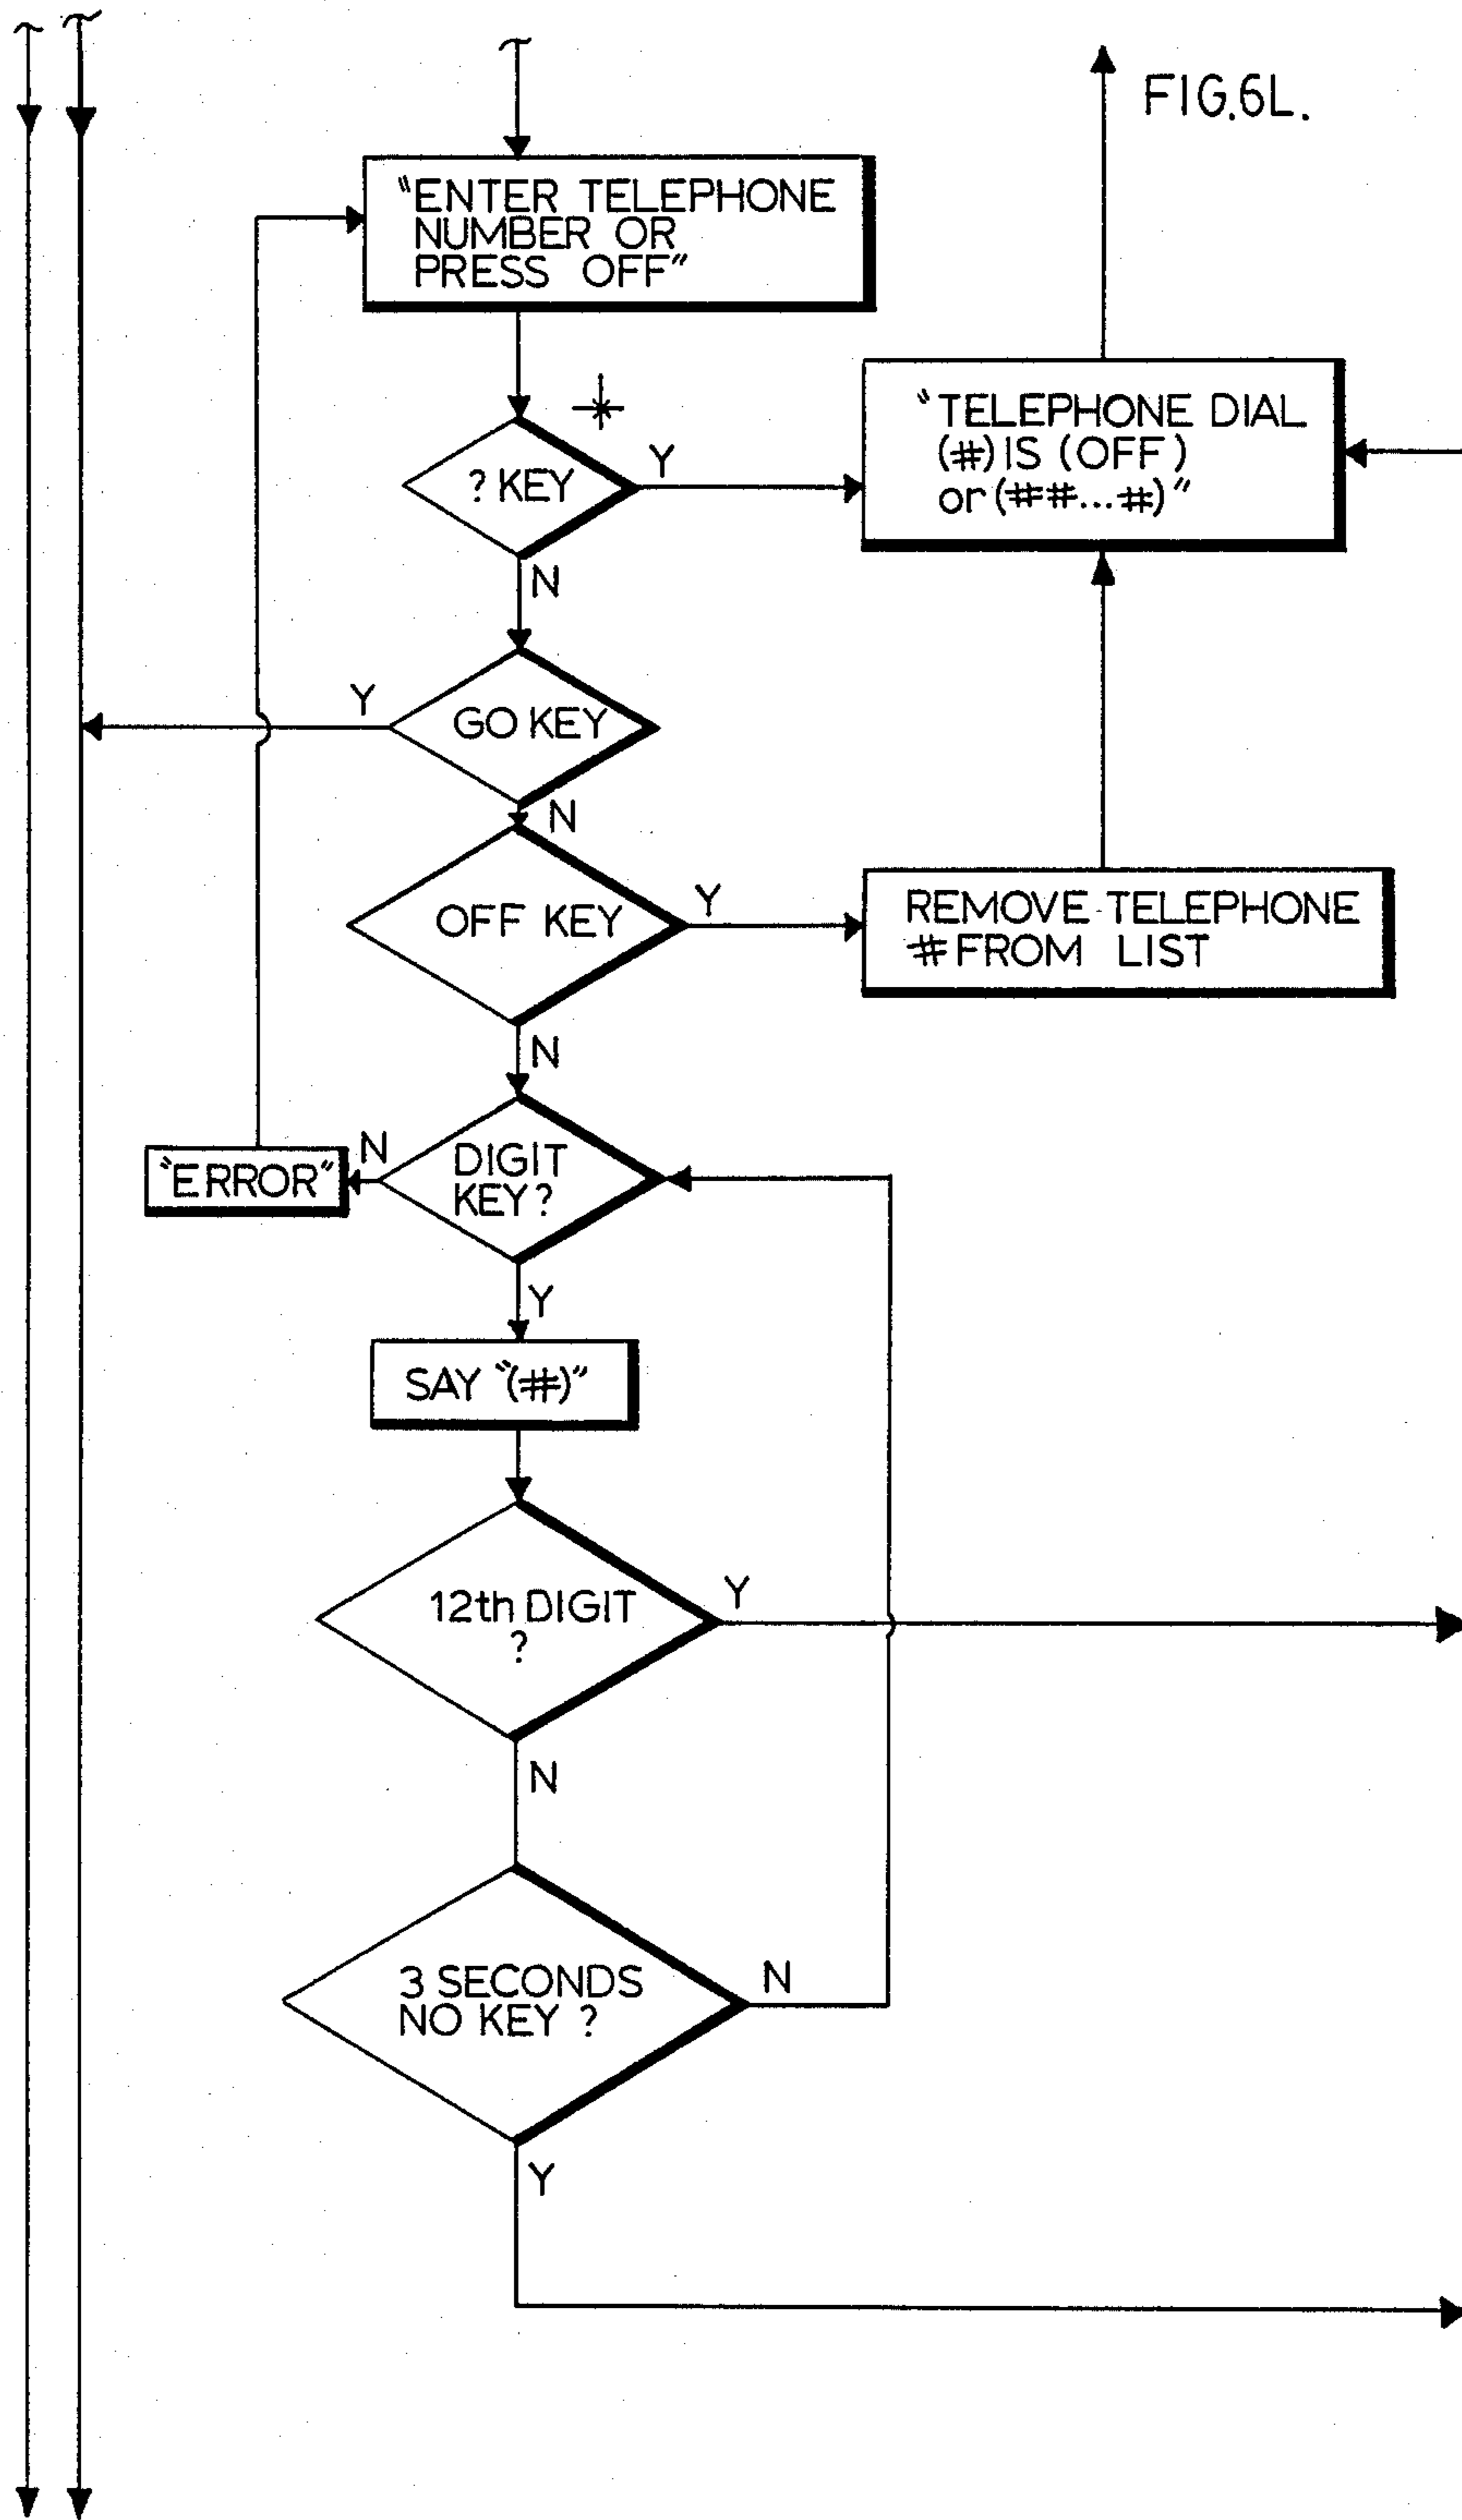 FIG.6L.
"ENTER TELEPHONE
NUMBER OR
PRESS OFF"
*
? KEY
Y
"TELEPHONE DIAL
(#) IS (OFF)
or (##...#)"
N
Y
GO KEY
N
OFF KEY
Y
REMOVE TELEPHONE
# FROM LIST
N
"ERROR"
N
DIGIT
KEY?
Y
SAY "(#)"
12th DIGIT
?
Y
N
3 SECONDS
NO KEY ?
N
Y